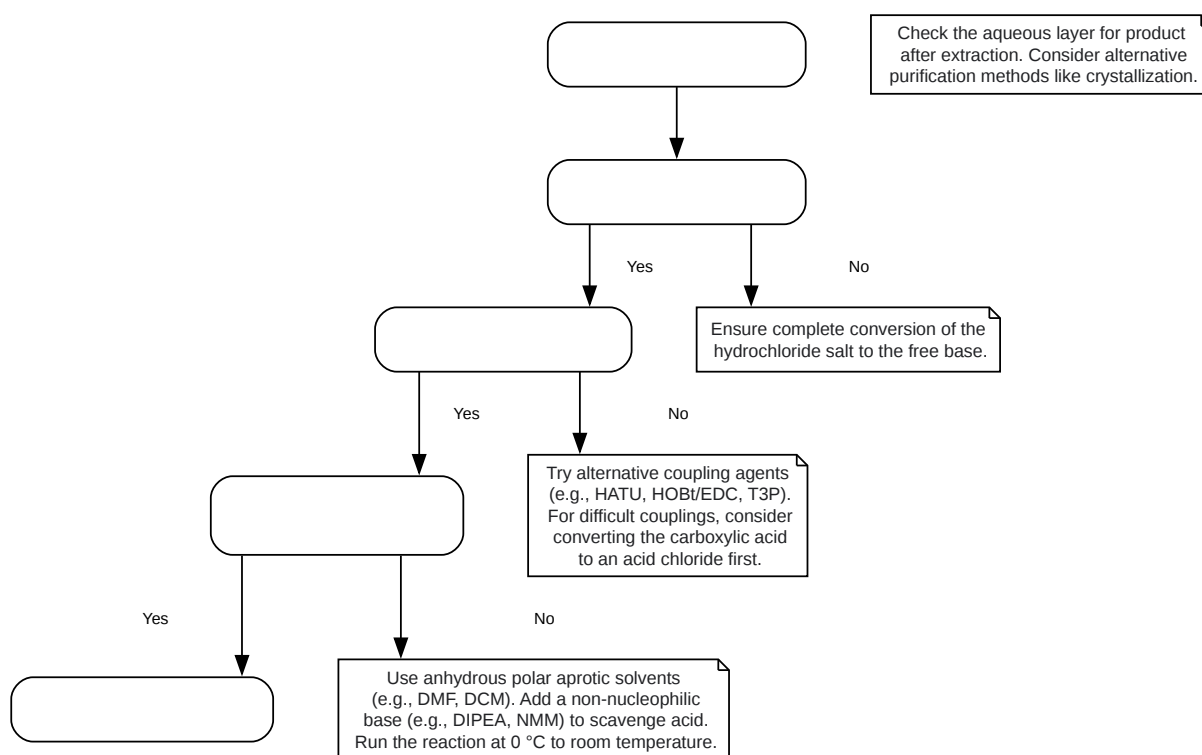 Check the aqueous layer for product
after extraction. Consider alternative
purification methods like crystallization.
Yes
No
Ensure complete conversion of the
hydrochloride salt to the free base.
Yes
No
Try alternative coupling agents
(e.g., HATU, HOBt/EDC, T3P).
For difficult couplings, consider
converting the carboxylic acid
to an acid chloride first.
Yes
No
Use anhydrous polar aprotic solvents
(e.g., DMF, DCM). Add a non-nucleophilic
base (e.g., DIPEA, NMM) to scavenge acid.
Run the reaction at 0 °C to room temperature.